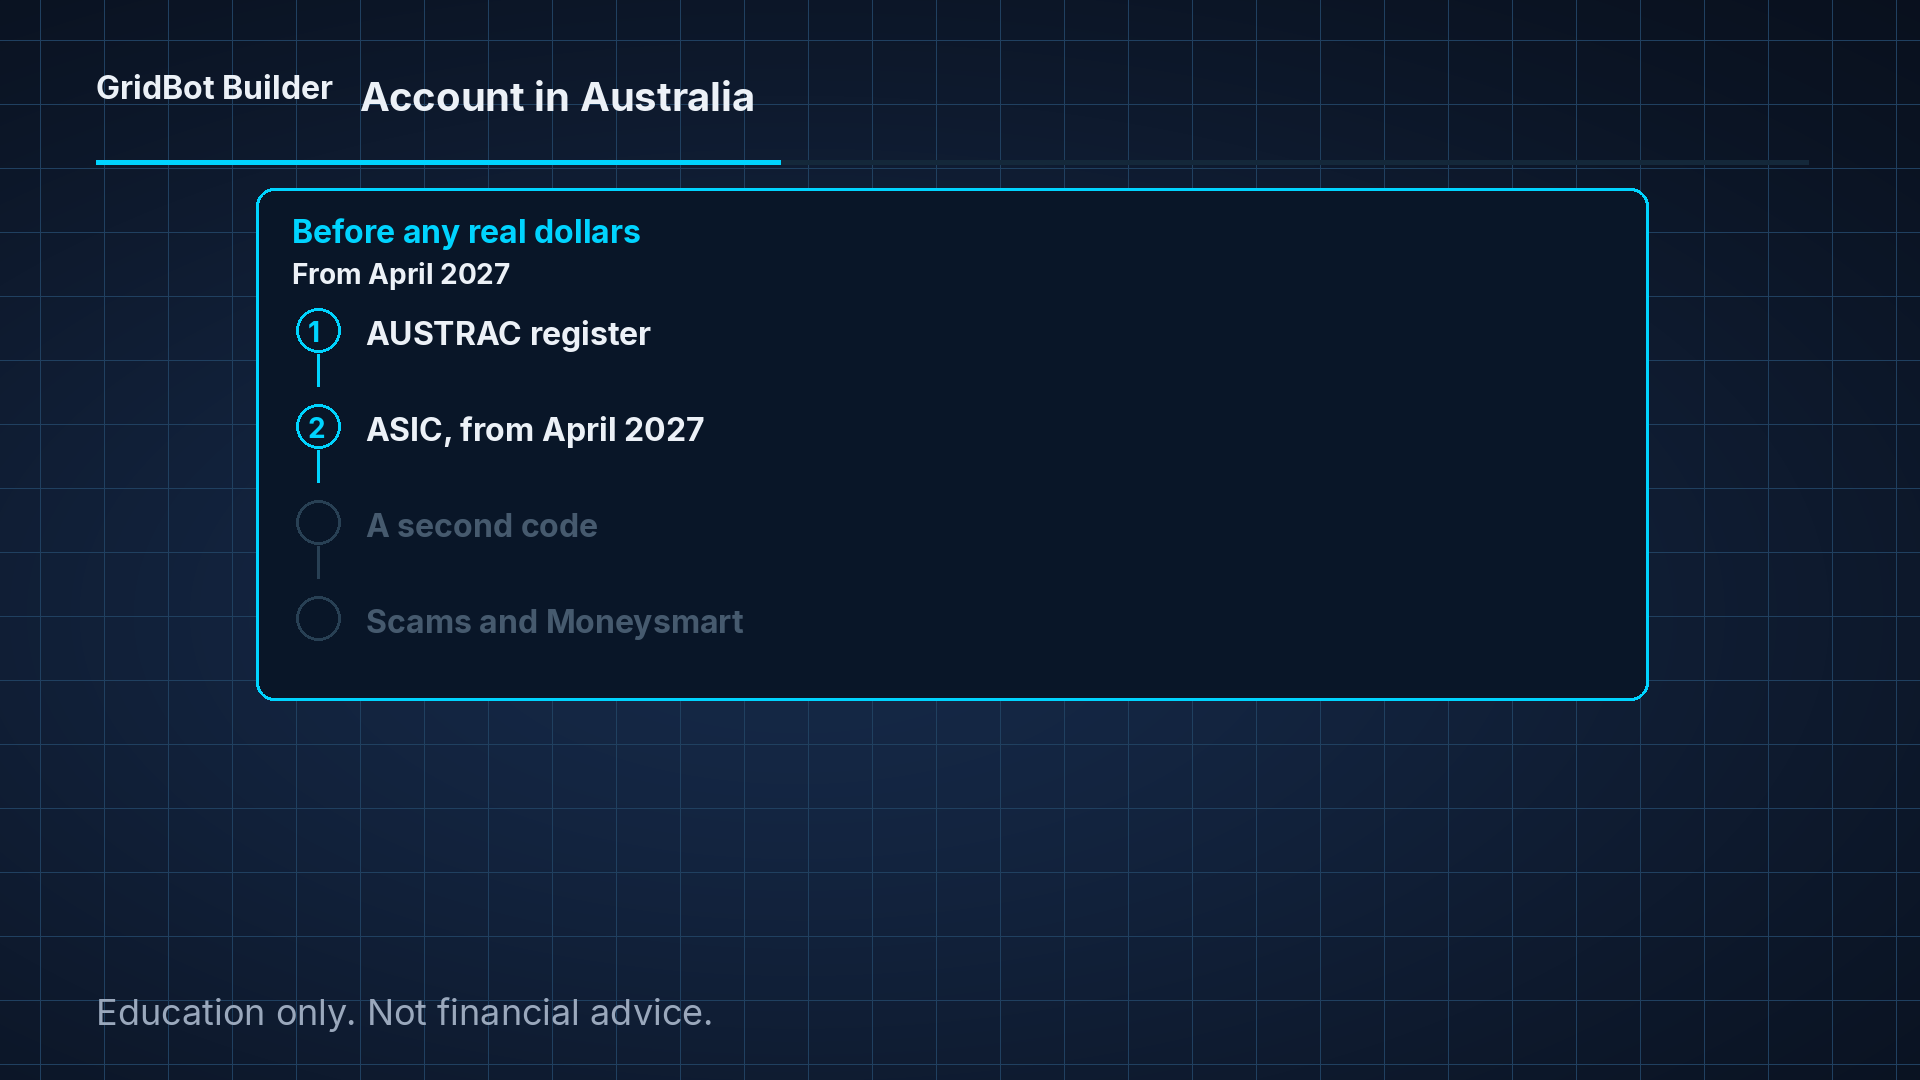 GridBot Builder
Account in Australia
Before any real dollars
From April 2027
1 AUSTRAC register
2 ASIC, from April 2027
A second code
Scams and Moneysmart
Education only. Not financial advice.